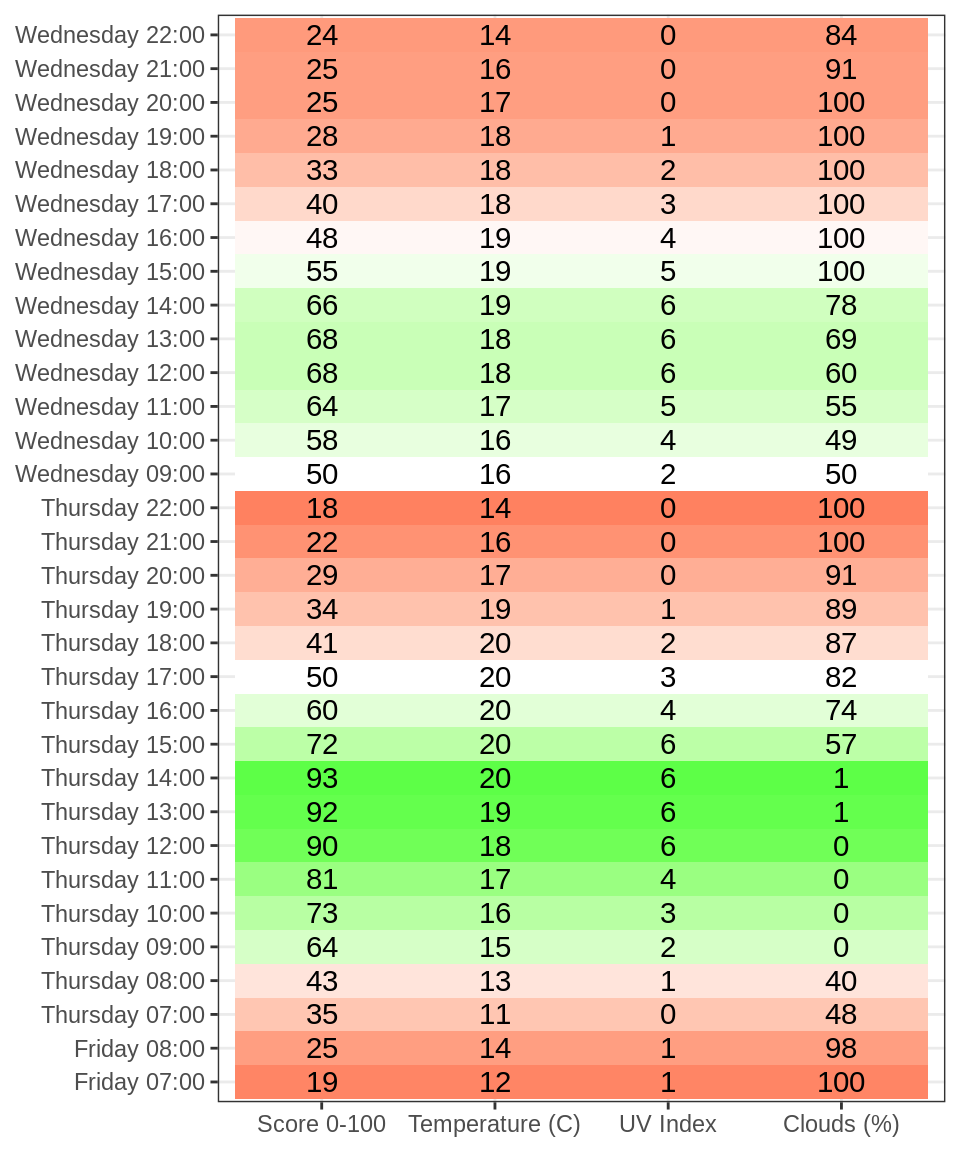 Wednesday 22:00 24 14 0 84
Wednesday 21:00 25 16 0 91
Wednesday 20:00 25 17 0 100
Wednesday 19:00 28 18 1 100
Wednesday 18:00 33 18 2 100
Wednesday 17:00 40 18 3 100
Wednesday 16:00 48 19 4 100
Wednesday 15:00 55 19 5 100
Wednesday 14:00 66 19 6 78
Wednesday 13:00 68 18 6 69
Wednesday 12:00 68 18 6 60
Wednesday 11:00 64 17 5 55
Wednesday 10:00 58 16 4 49
Wednesday 09:00 50 16 2 50
Thursday 22:00 18 14 0 100
Thursday 21:00 22 16 0 100
Thursday 20:00 29 17 0 91
Thursday 19:00 34 19 1 89
Thursday 18:00 41 20 2 87
Thursday 17:00 50 20 3 82
Thursday 16:00 60 20 4 74
Thursday 15:00 72 20 6 57
Thursday 14:00 93 20 6 1
Thursday 13:00 92 19 6 1
Thursday 12:00 90 18 6 0
Thursday 11:00 81 17 4 0
Thursday 10:00 73 16 3 0
Thursday 09:00 64 15 2 0
Thursday 08:00 43 13 1 40
Thursday 07:00 35 11 0 48
Friday 08:00 25 14 1 98
Friday 07:00 19 12 1 100
Score 0-100 Temperature (C) UV Index Clouds (%)